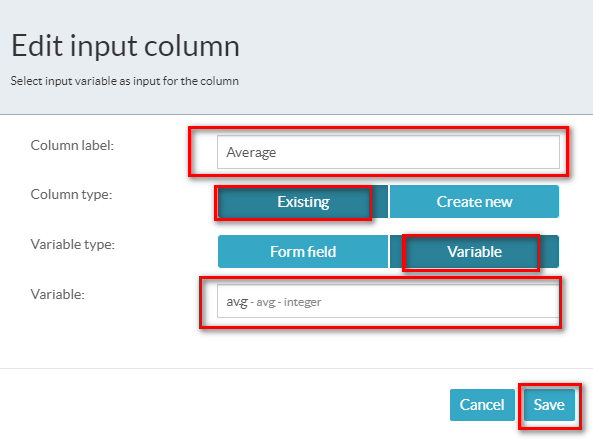 Edit input column
Select input variable as input for the column
Column label:
Average
Column type:
Existing Create new
Variable type:
Form field Variable
Variable:
avg - avg - integer
Cancel Save